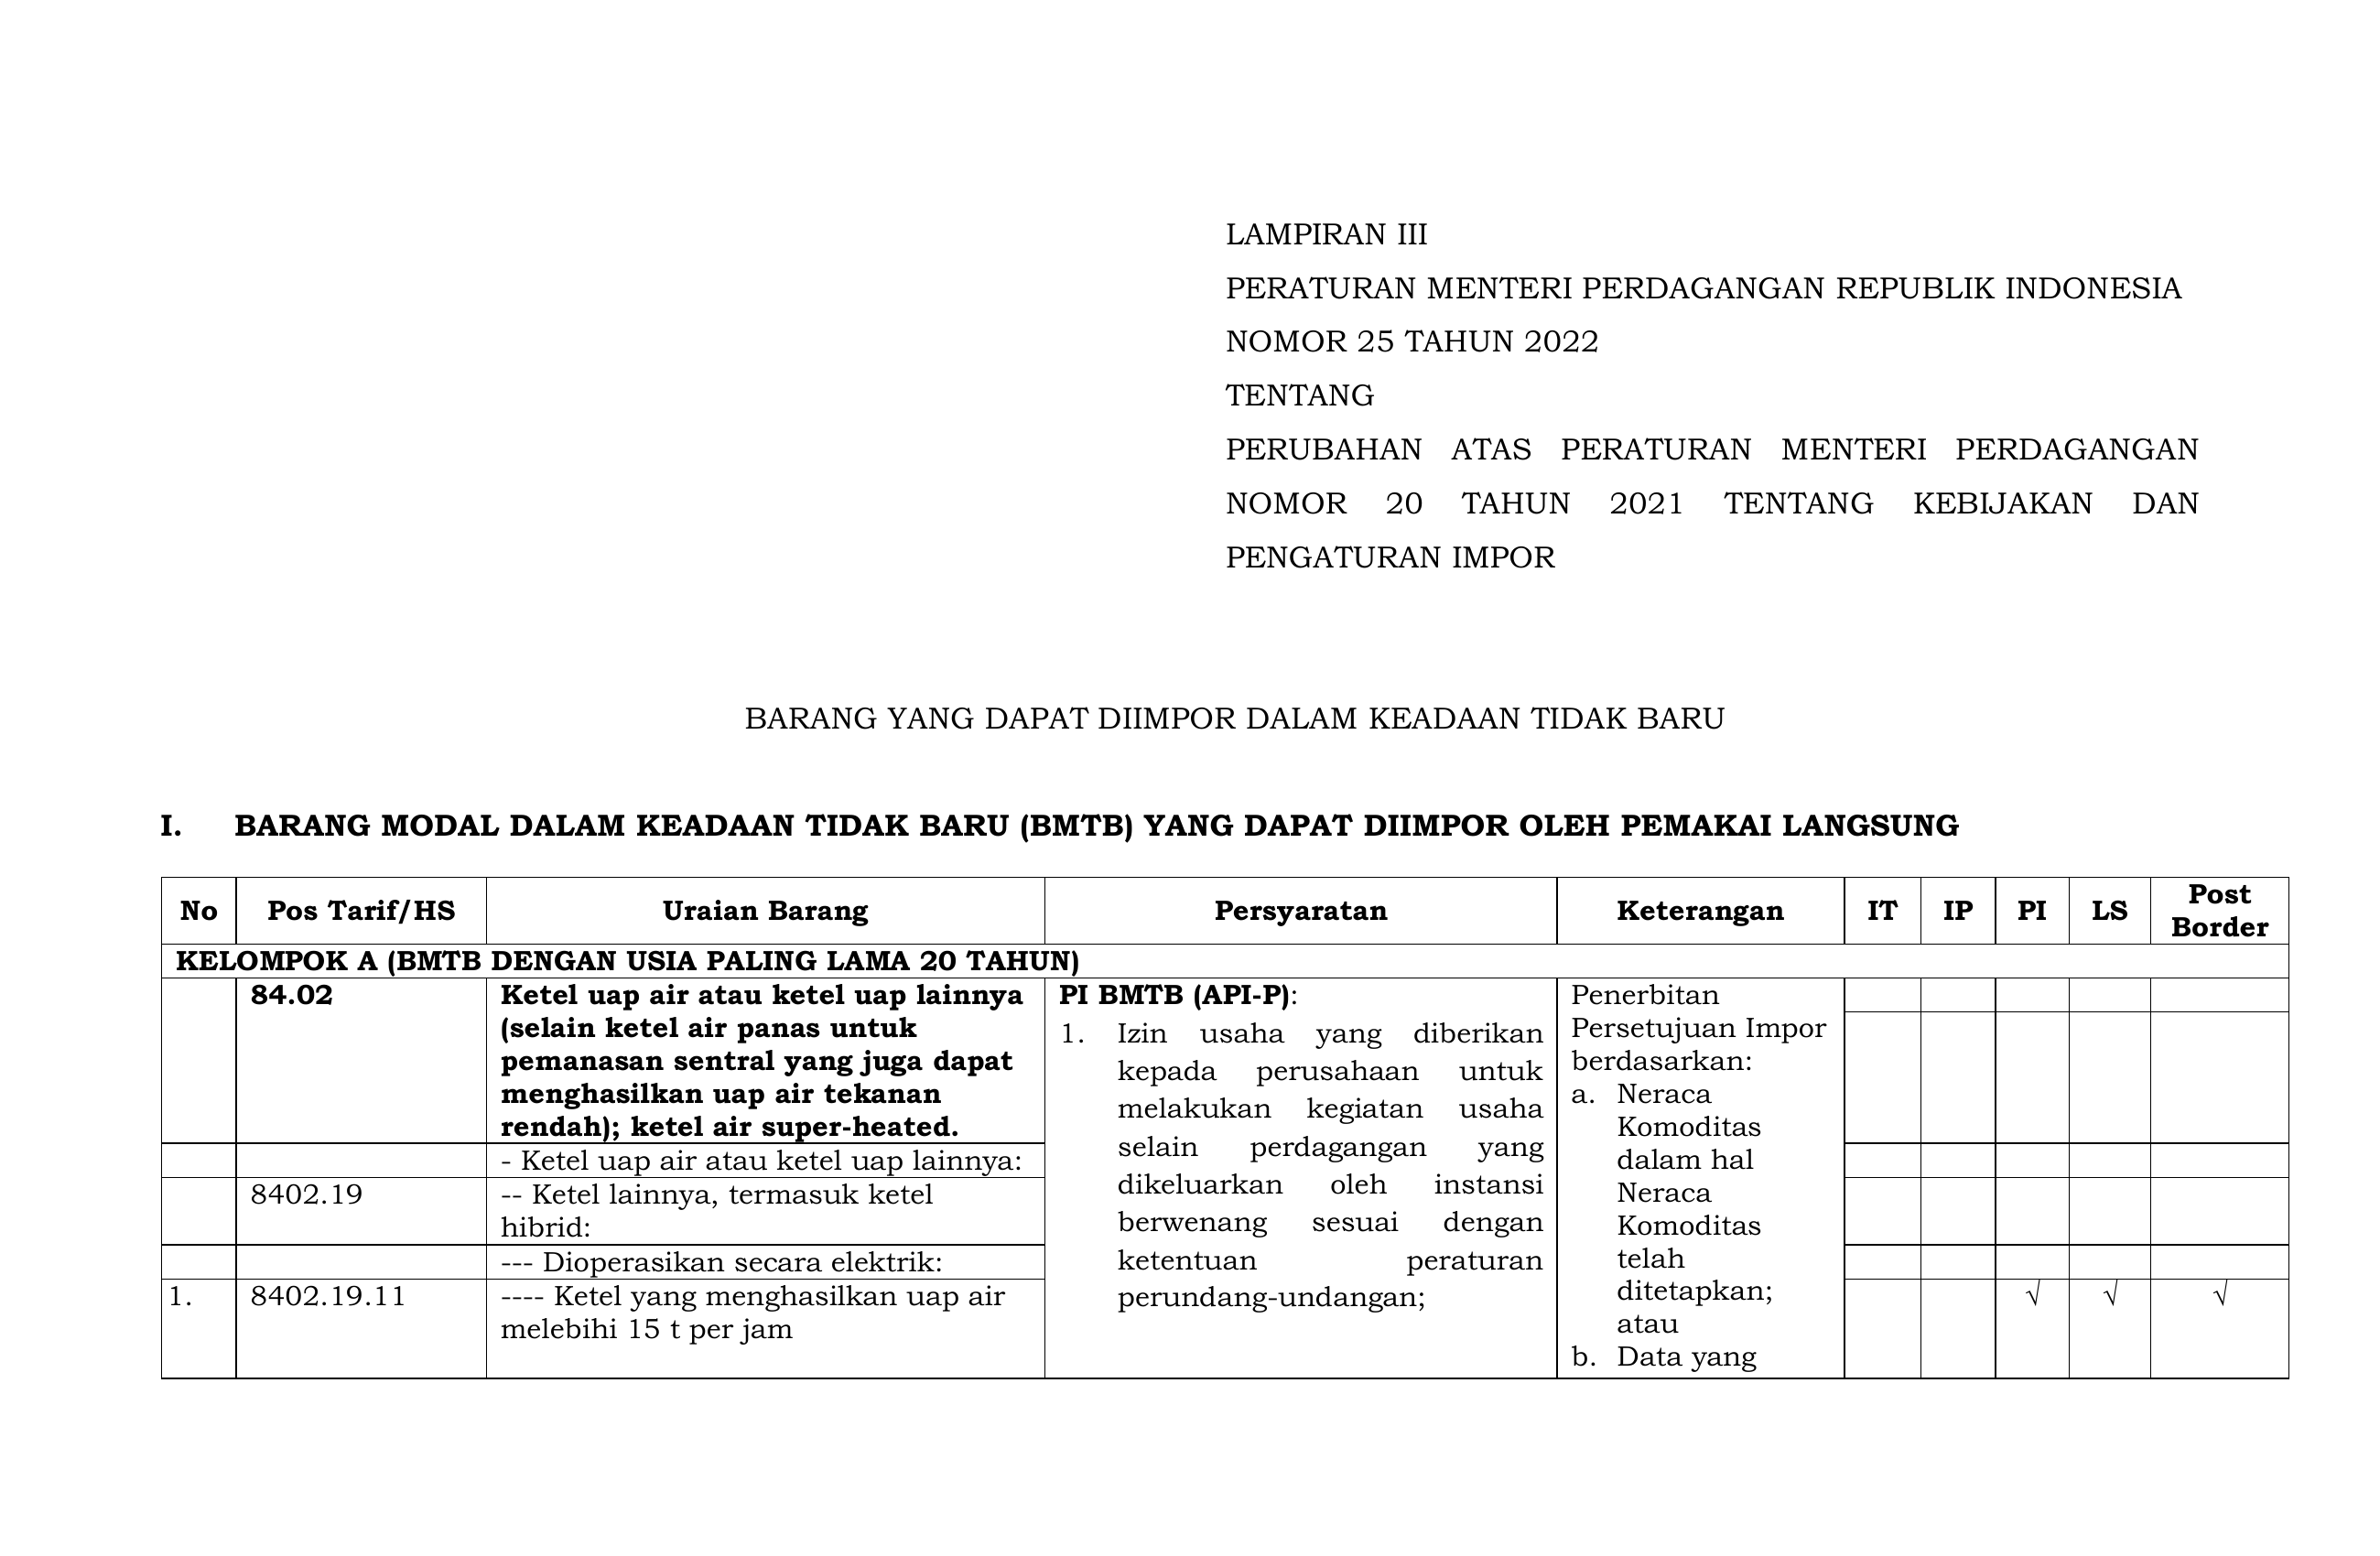 LAMPIRAN III
PERATURAN MENTERI PERDAGANGAN REPUBLIK INDONESIA
NOMOR 25 TAHUN 2022
TENTANG
PERUBAHAN ATAS PERATURAN MENTERI PERDAGANGAN
NOMOR 20 TAHUN 2021 TENTANG KEBIJAKAN DAN
PENGATURAN IMPOR
BARANG YANG DAPAT DIIMPOR DALAM KEADAAN TIDAK BARU
I. BARANG MODAL DALAM KEADAAN TIDAK BARU (BMTB) YANG DAPAT DIIMPOR OLEH PEMAKAI LANGSUNG
No Pos Tarif/HS Uraian Barang Persyaratan Keterangan IT IP PI LS Post Border
KELOMPOK A (BMTB DENGAN USIA PALING LAMA 20 TAHUN)
84.02
Ketel uap air atau ketel uap lainnya
(selain ketel air panas untuk
pemanasan sentral yang juga dapat
menghasilkan uap air tekanan
rendah); ketel air super-heated.
- Ketel uap air atau ketel uap lainnya:
8402.19
-- Ketel lainnya, termasuk ketel
hibrid:
--- Dioperasikan secara elektrik:
1. 8402.19.11
---- Ketel yang menghasilkan uap air
melebihi 15 t per jam
PI BMTB (API-P):
1. Izin usaha yang diberikan
kepada perusahaan untuk
melakukan kegiatan usaha
selain perdagangan yang
dikeluarkan oleh instansi
berwenang sesuai dengan
ketentuan peraturan
perundang-undangan;
Penerbitan
Persetujuan Impor
berdasarkan:
a. Neraca
Komoditas
dalam hal
Neraca
Komoditas
telah
ditetapkan;
atau
b. Data yang
√ √ √